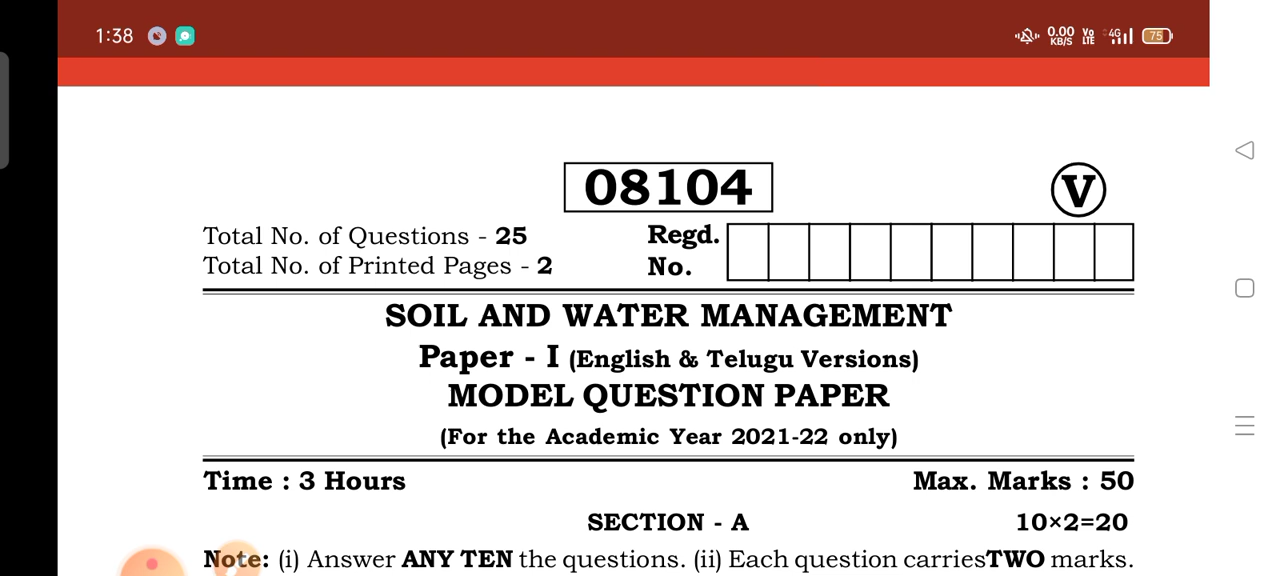 1:38 0.00 KB/S Vo LTE 4G 75
08104 V
Total No. of Questions - 25 Regd.
Total No. of Printed Pages - 2 No.
SOIL AND WATER MANAGEMENT
Paper - I (English & Telugu Versions)
MODEL QUESTION PAPER
(For the Academic Year 2021-22 only)
Time : 3 Hours Max. Marks : 50
SECTION - A 10×2=20
Note: (i) Answer ANY TEN the questions. (ii) Each question carriesTWO marks.